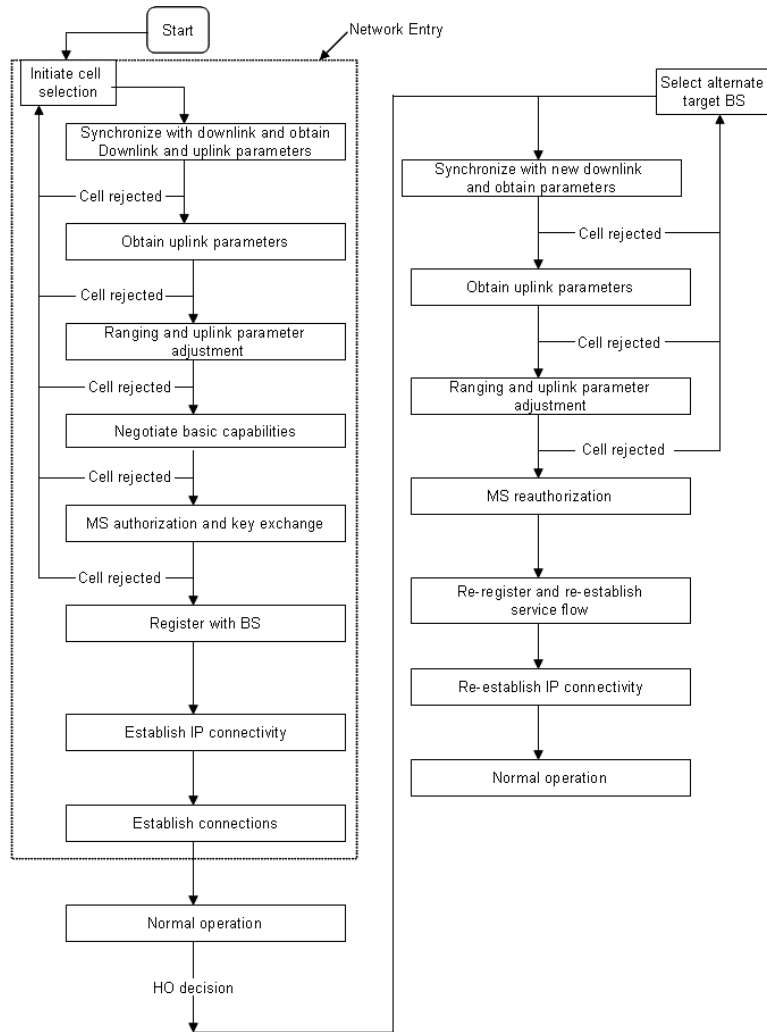 Start
Network Entry
Initiate cell
selection
Synchronize with downlink and obtain
Downlink and uplink parameters
Cell rejected
Obtain uplink parameters
Cell rejected
Ranging and uplink parameter
adjustment
Cell rejected
Negotiate basic capabilities
Cell rejected
MS authorization and key exchange
Cell rejected
Register with BS
Establish IP connectivity
Establish connections
Normal operation
HO decision
Select alternate
target BS
Synchronize with new downlink
and obtain parameters
Cell rejected
Obtain uplink parameters
Cell rejected
Ranging and uplink parameter
adjustment
Cell rejected
MS reauthorization
Re-register and re-establish
service flow
Re-establish IP connectivity
Normal operation